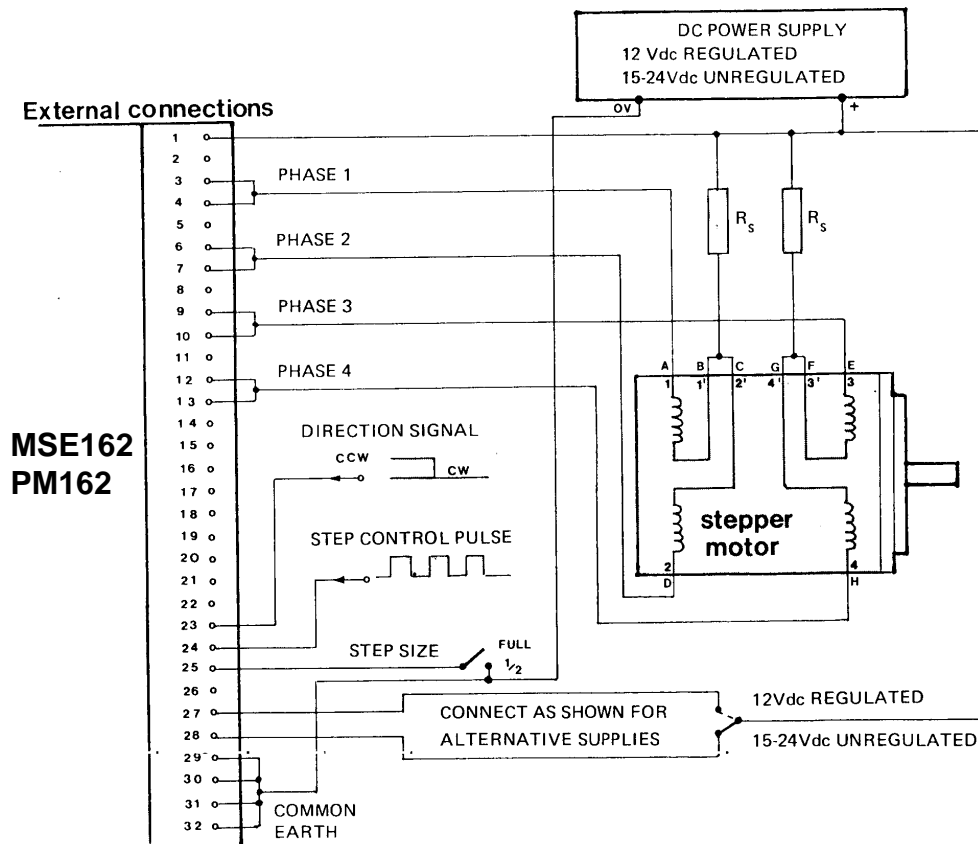 DC POWER SUPPLY
12 Vdc REGULATED
15-24Vdc UNREGULATED
OV
+
External connections
1
2
3
4
PHASE 1
5
6
7
PHASE 2
8
9
10
PHASE 3
11
12
13
PHASE 4
14
15
16
17
18
19
20
21
22
23
24
25
26
27
28
29
30
31
32
R_S
R_S
A
B
C
G
F
E
1
1'
2'
4'
3'
3
MSE162
PM162
DIRECTION SIGNAL
CCW
CW
stepper
motor
STEP CONTROL PULSE
2
4
D
H
STEP SIZE
FULL
1/2
CONNECT AS SHOWN FOR
ALTERNATIVE SUPPLIES
12Vdc REGULATED
15-24Vdc UNREGULATED
COMMON
EARTH